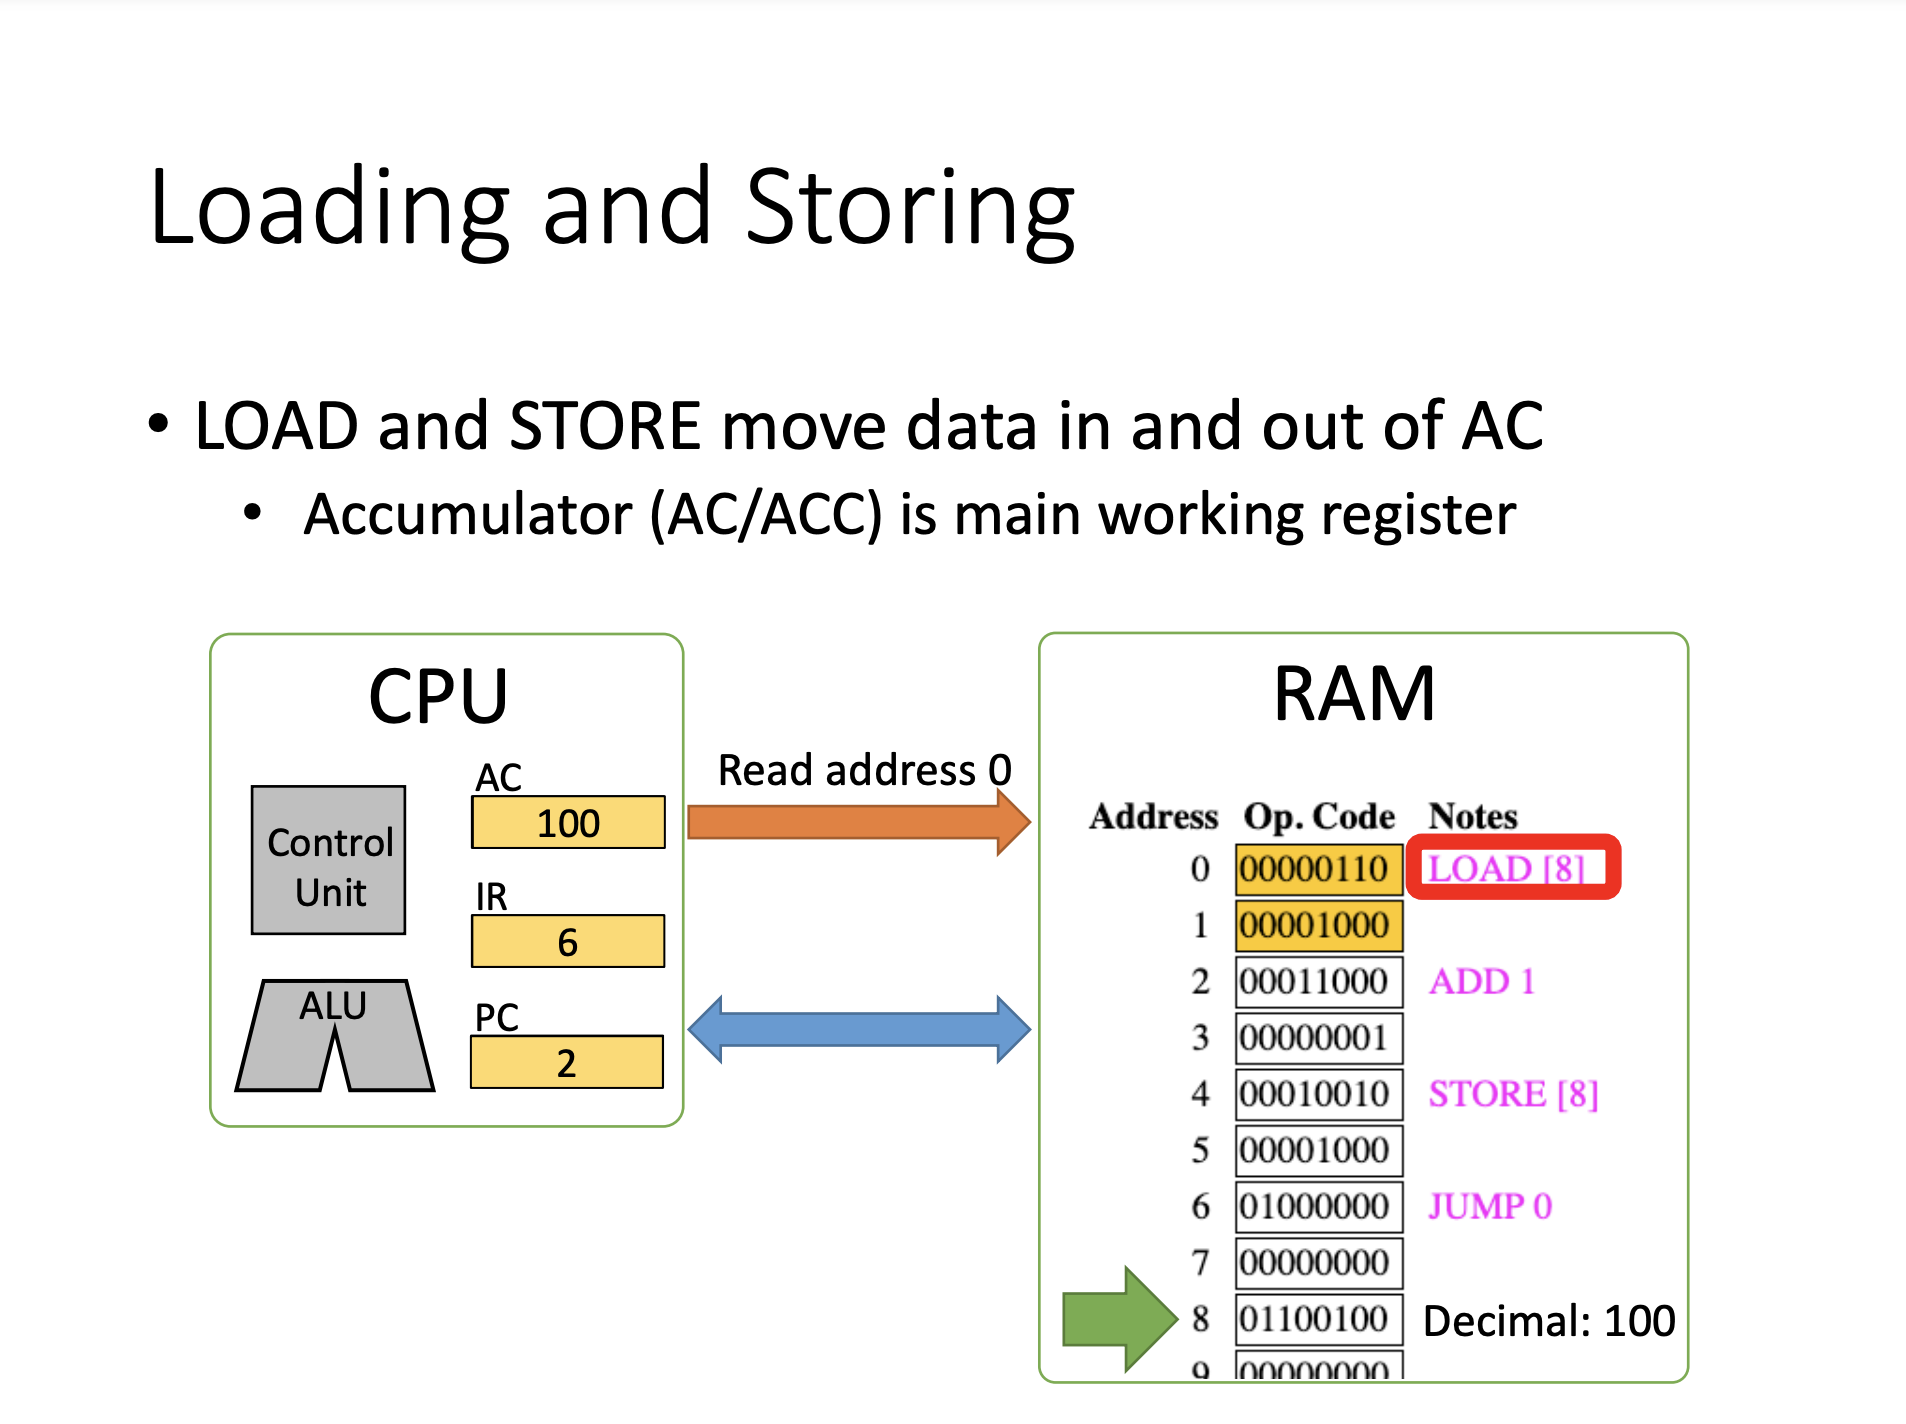 Loading and Storing
• LOAD and STORE move data in and out of AC
• Accumulator (AC/ACC) is main working register
CPU
Control
Unit
ALU
AC
100
IR
6
PC
2
Read address 0
RAM
Address Op. Code Notes
0 00000110 LOAD [8]
1 00001000
2 00011000 ADD 1
3 00000001
4 00010010 STORE [8]
5 00001000
6 01000000 JUMP 0
7 00000000
8 01100100 Decimal: 100
9 00000000